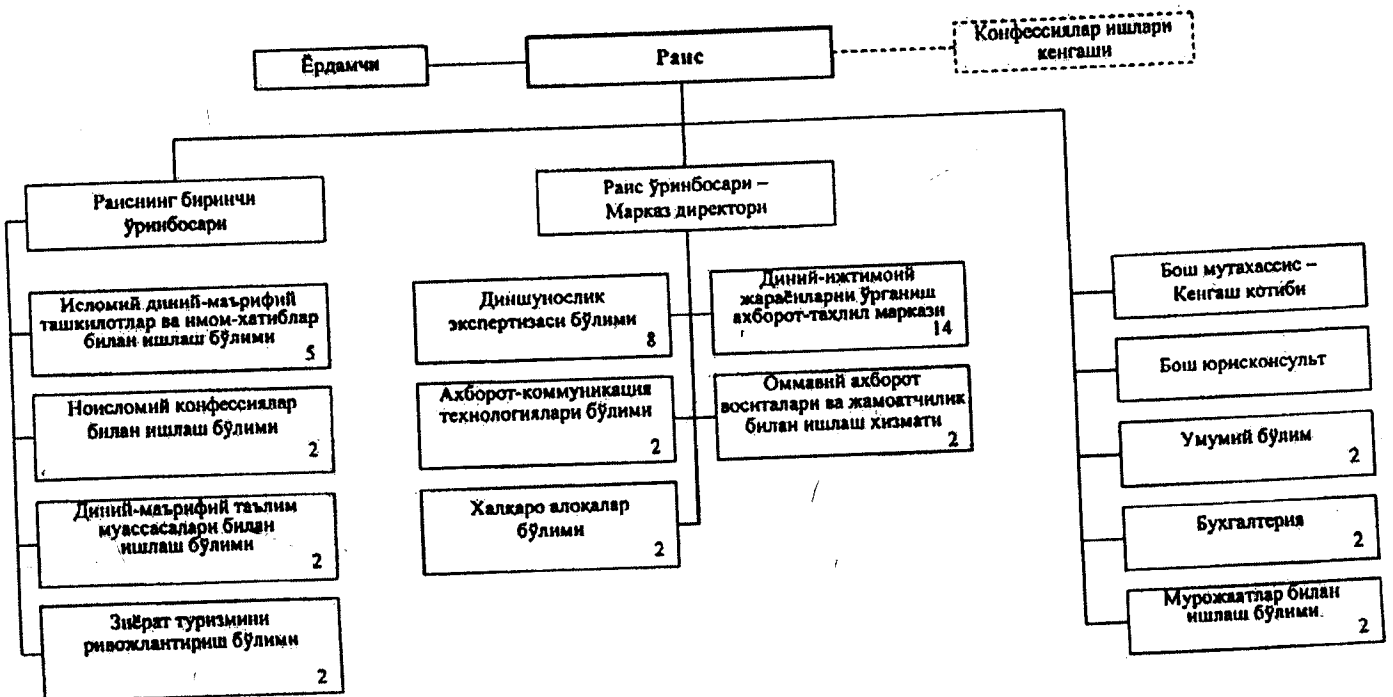 Ёрдамчи
Раис
Конфессиялар ишлари
кенгаши
Раиснинг биринчи
ўринбосари
Исломий диний-маърифий
ташкилотлар ва имом-хатиблар
билан ишлаш бўлими
5
Ноисломий конфессиялар
билан ишлаш бўлими
2
Диний-маърифий таълим
муассасалари билан
ишлаш бўлими
2
Зиёрат туризмини
ривожлантириш бўлими
2
Раис ўринбосари –
Марказ директори
Диншунослик
экспертизаси бўлими
8
Диний-ижтимоий
жараёнларни ўрганиш
ахборот-таҳлил маркази
14
Ахборот-коммуникация
технологиялари бўлими
2
Оммавий ахборот
воситалари ва жамоатчилик
билан ишлаш хизмати
2
Халқаро алоқалар
бўлими
2
Бош мутахассис –
Кенгаш котиби
Бош юрисконсульт
Умумий бўлим
2
Бухгалтерия
2
Мурожаатлар билан
ишлаш бўлими.
2